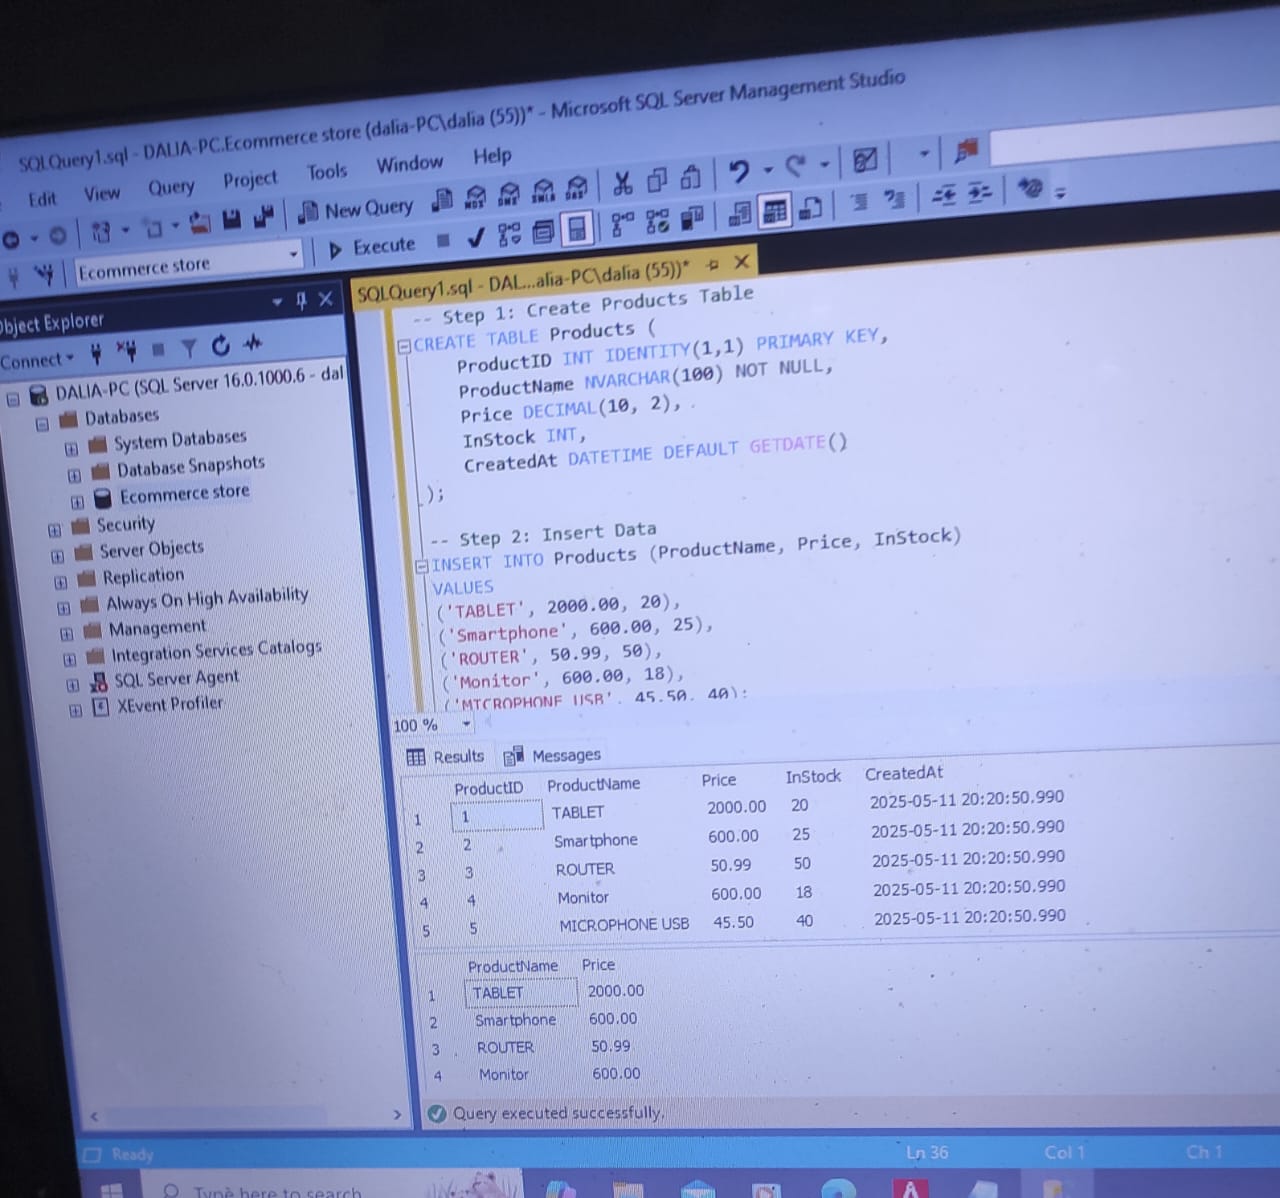 SQLQuery1.sql - DALIA-PC.Ecommerce store (dalia-PC\dalia (55))* - Microsoft SQL Server Management Studio
Edit View Query Project Tools Window Help
New Query
Ecommerce store Execute
SQLQuery1.sql - DAL...alia-PC\dalia (55))*
Object Explorer
Connect
DALIA-PC (SQL Server 16.0.1000.6 - dal
Databases
System Databases
Database Snapshots
Ecommerce store
Security
Server Objects
Replication
Always On High Availability
Management
Integration Services Catalogs
SQL Server Agent
XEvent Profiler
-- Step 1: Create Products Table
CREATE TABLE Products (
ProductID INT IDENTITY(1,1) PRIMARY KEY,
ProductName NVARCHAR(100) NOT NULL,
Price DECIMAL(10, 2),
InStock INT,
CreatedAt DATETIME DEFAULT GETDATE()
);
-- Step 2: Insert Data
INSERT INTO Products (ProductName, Price, InStock)
VALUES
('TABLET', 2000.00, 20),
('Smartphone', 600.00, 25),
('ROUTER', 50.99, 50),
('Monitor', 600.00, 18),
('MICROPHONE USB', 45.50, 40);
100 %
Results Messages
ProductID ProductName Price InStock CreatedAt
1 1 TABLET 2000.00 20 2025-05-11 20:20:50.990
2 2 Smartphone 600.00 25 2025-05-11 20:20:50.990
3 3 ROUTER 50.99 50 2025-05-11 20:20:50.990
4 4 Monitor 600.00 18 2025-05-11 20:20:50.990
5 5 MICROPHONE USB 45.50 40 2025-05-11 20:20:50.990
ProductName Price
1 TABLET 2000.00
2 Smartphone 600.00
3 ROUTER 50.99
4 Monitor 600.00
Query executed successfully.
Ready Ln 36 Col 1 Ch 1
Type here to search